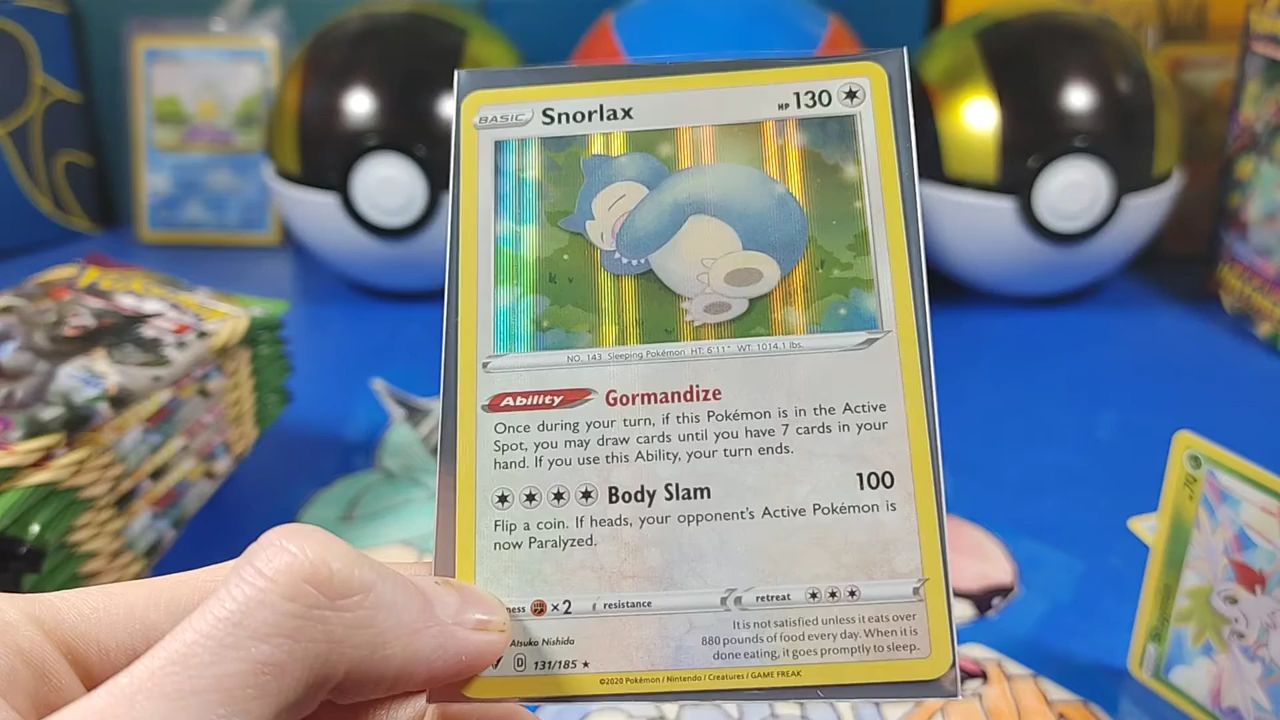 BASIC Snorlax HP 130
NO. 143 Sleeping Pokémon HT: 6'11" WT: 1014.1 lbs.
Ability Gormandize
Once during your turn, if this Pokémon is in the Active
Spot, you may draw cards until you have 7 cards in your
hand. If you use this Ability, your turn ends.
Body Slam 100
Flip a coin. If heads, your opponent's Active Pokémon is
now Paralyzed.
ness ×2 resistance retreat
It is not satisfied unless it eats over
880 pounds of food every day. When it is
done eating, it goes promptly to sleep.
Atsuko Nishida
D 131/185 ★
©2020 Pokémon / Nintendo / Creatures / GAME FREAK